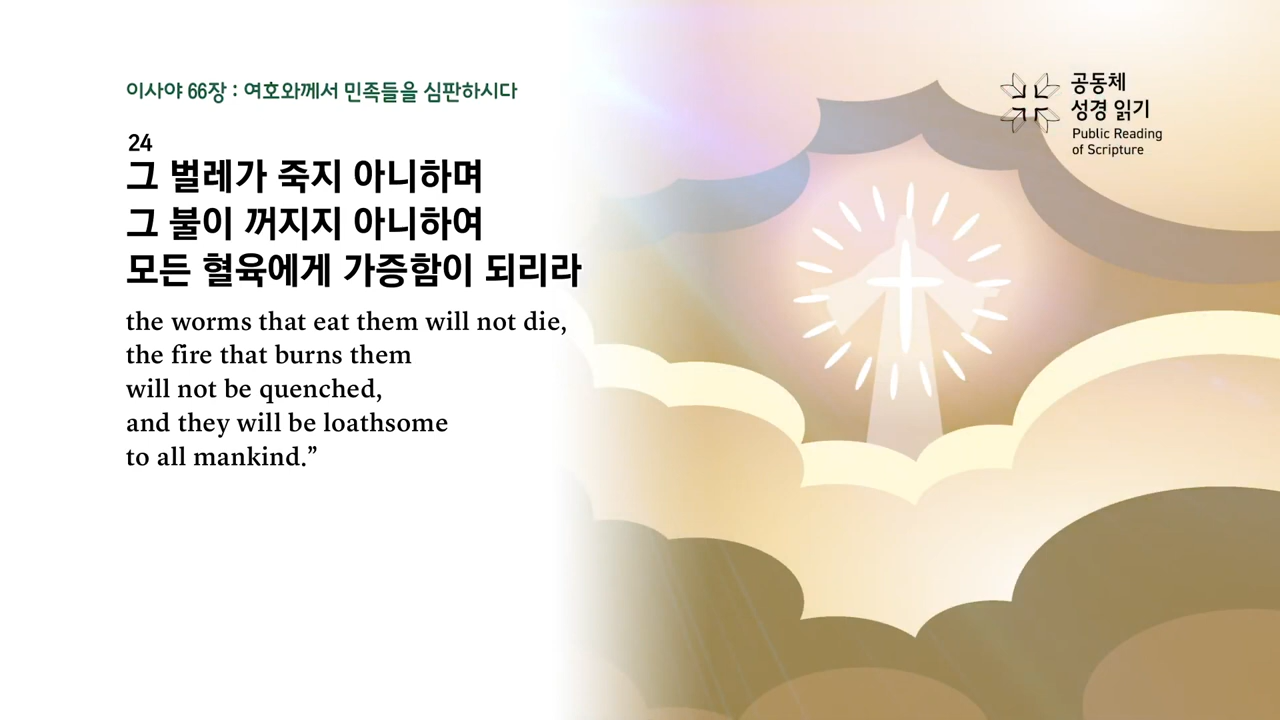 이사야 66장 : 여호와께서 민족들을 심판하시다
공동체
성경 읽기
Public Reading
of Scripture
24
그 벌레가 죽지 아니하며
그 불이 꺼지지 아니하여
모든 혈육에게 가증함이 되리라
the worms that eat them will not die,
the fire that burns them
will not be quenched,
and they will be loathsome
to all mankind.”